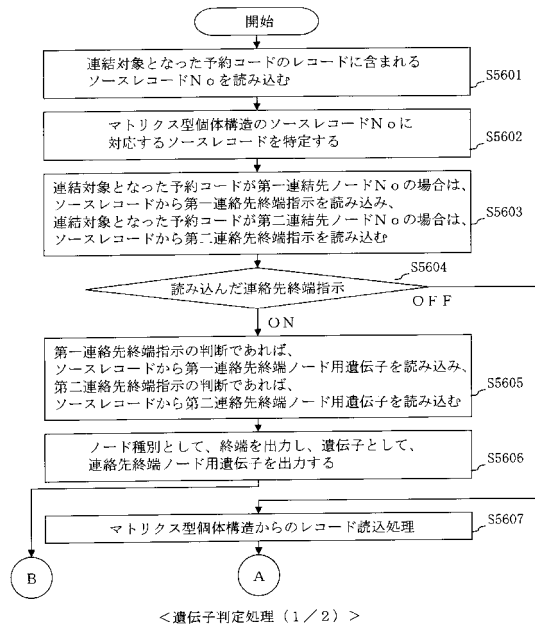 開始
連結対象となった予約コードのレコードに含まれる
ソースレコードNoを読み込む
S5601
マトリクス型個体構造のソースレコードNoに
対応するソースレコードを特定する
S5602
連結対象となった予約コードが第一連結先ノードNoの場合は、
ソースレコードから第一連絡先終端指示を読み込み、
連結対象となった予約コードが第二連結先ノードNoの場合は、
ソースレコードから第二連絡先終端指示を読み込む
S5603
S5604
読み込んだ連絡先終端指示
OFF
ON
第一連絡先終端指示の判断であれば、
ソースレコードから第一連絡先終端ノード用遺伝子を読み込み、
第二連絡先終端指示の判断であれば、
ソースレコードから第二連絡先終端ノード用遺伝子を読み込む
S5605
ノード種別として、終端を出力し、遺伝子として、
連絡先終端ノード用遺伝子を出力する
S5606
マトリクス型個体構造からのレコード読込処理
S5607
B
A
＜遺伝子判定処理（1／2）＞